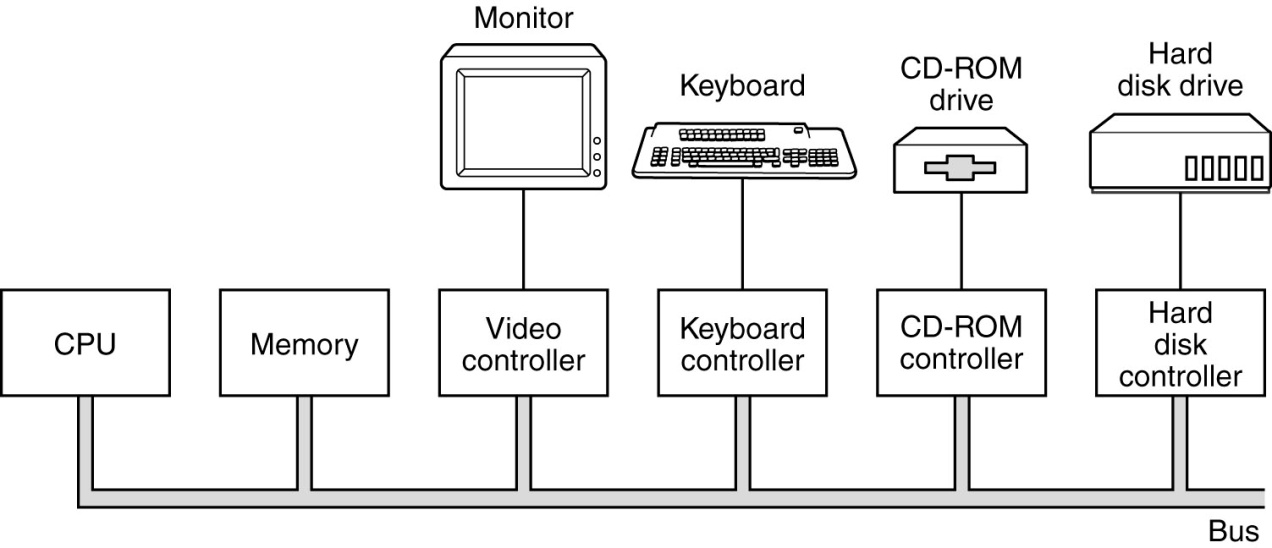 Monitor
Keyboard
CD-ROM
drive
Hard
disk drive
CPU
Memory
Video
controller
Keyboard
controller
CD-ROM
controller
Hard
disk
controller
Bus